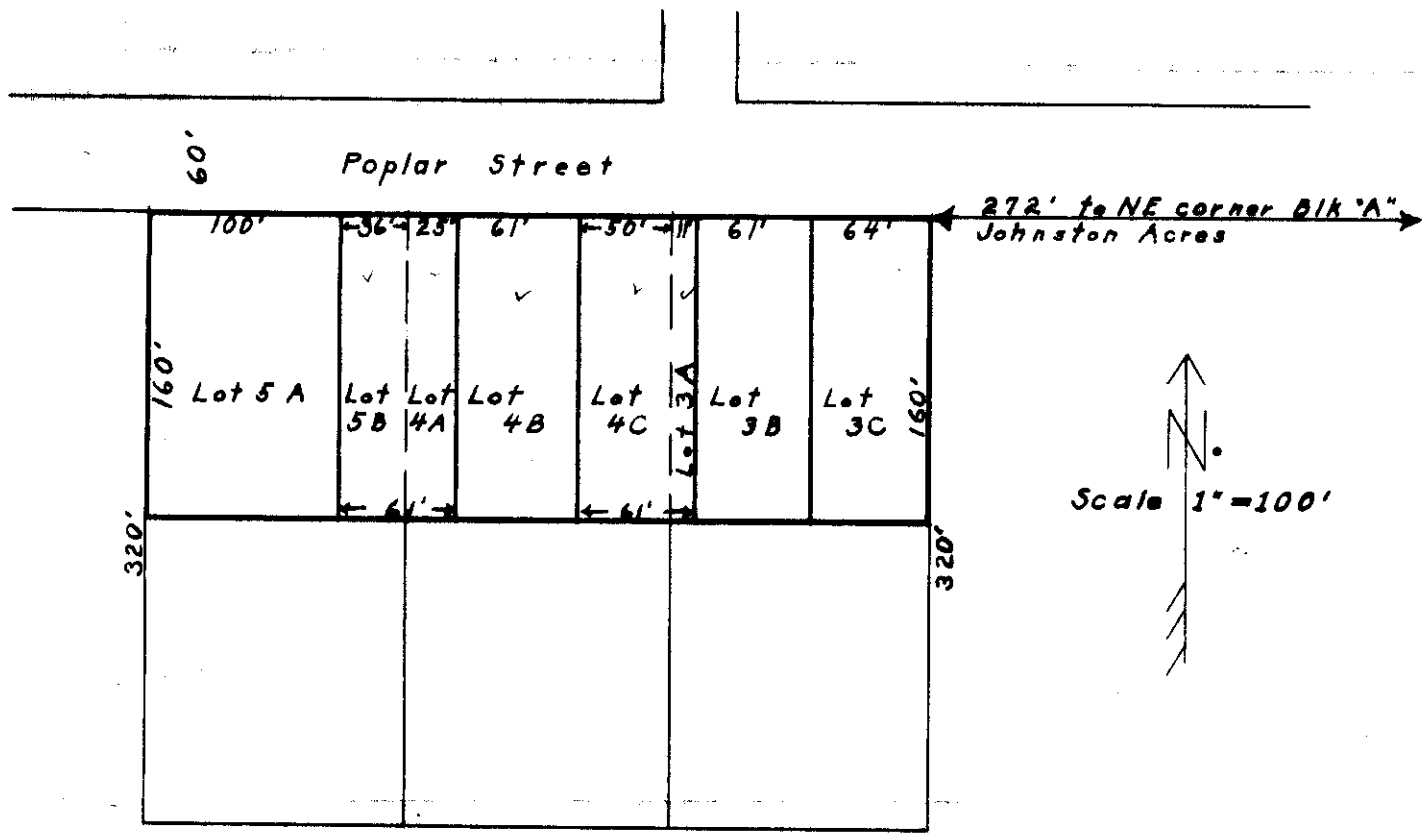 60'
Poplar Street
272' to NE corner Blk "A"
Johnston Acres
100' 36' 25' 61' 50' 11' 61' 64'
160' Lot 5 A Lot 5B Lot 4A Lot 4B Lot 4C Lot 3A Lot 3B Lot 3C 160'
61' 61'
320' 320'
N.
Scale 1"=100'